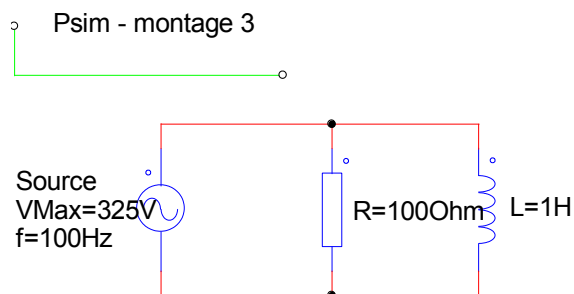 Psim - montage 3
Source
VMax=325V
f=100Hz
R=100Ohm
L=1H